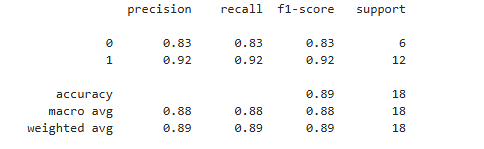 precision recall f1-score support
0 0.83 0.83 0.83 6
1 0.92 0.92 0.92 12
accuracy 0.89 18
macro avg 0.88 0.88 0.88 18
weighted avg 0.89 0.89 0.89 18